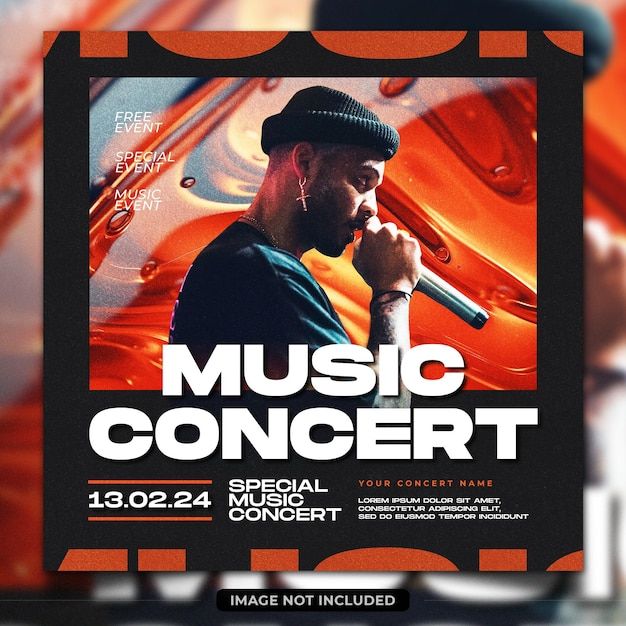 FREE
EVENT
SPECIAL
EVENT
MUSIC
EVENT
MUSIC
CONCERT
13.02.24
SPECIAL
MUSIC
CONCERT
YOUR CONCERT NAME
LOREM IPSUM DOLOR SIT AMET,
CONSECTETUR ADIPISCING ELIT,
SED DO EIUSMOD TEMPOR INCIDIDUNT
IMAGE NOT INCLUDED